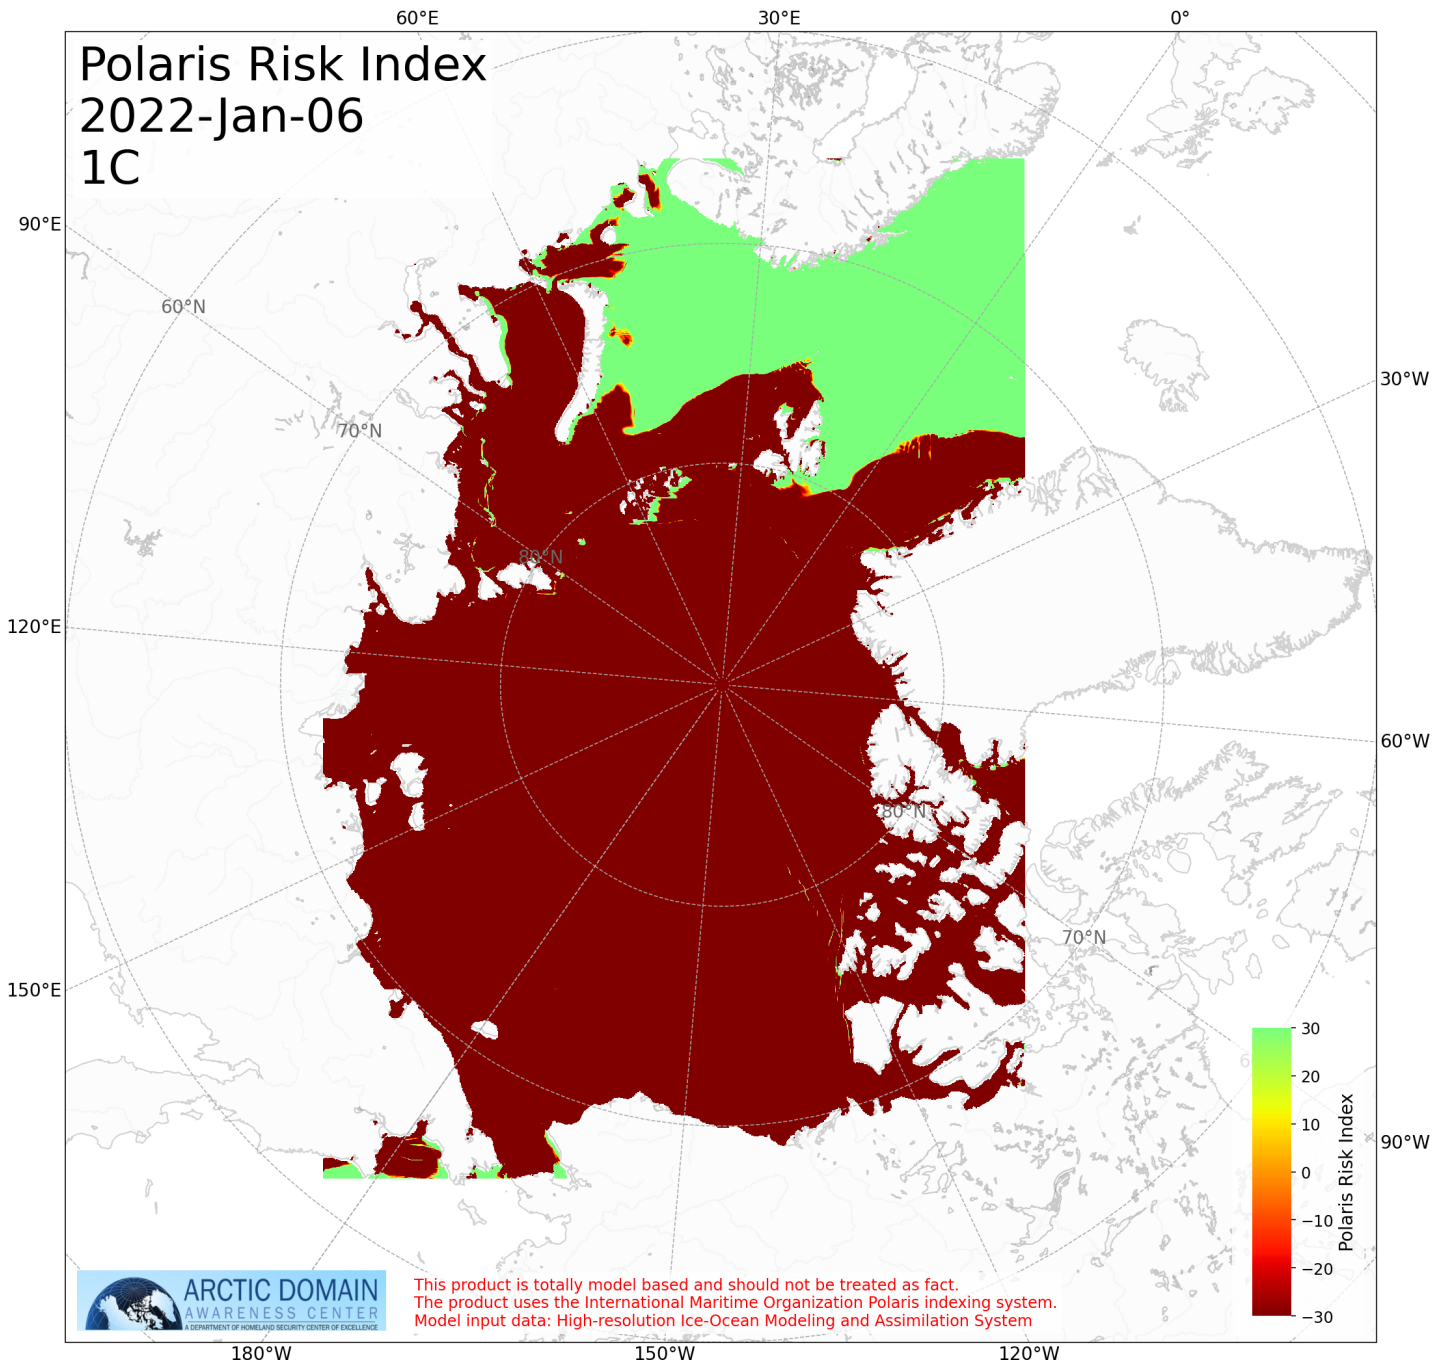 60°E
30°E
0°
Polaris Risk Index
2022-Jan-06
1C
90°E
60°N
30°W
70°N
80°N
120°E
60°W
80°N
70°N
150°E
30
20
10
0
−10
−20
−30
Polaris Risk Index
90°W
ARCTIC DOMAIN
AWARENESS CENTER
A DEPARTMENT OF HOMELAND SECURITY CENTER OF EXCELLENCE
This product is totally model based and should not be treated as fact.
The product uses the International Maritime Organization Polaris indexing system.
Model input data: High-resolution Ice-Ocean Modeling and Assimilation System
180°W
150°W
120°W